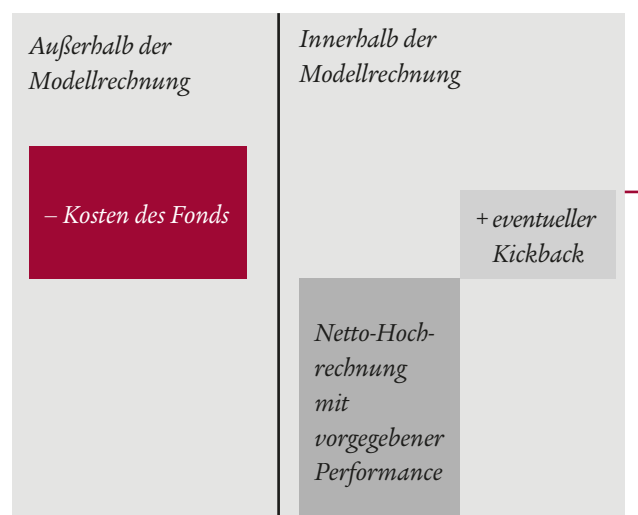 Außerhalb der
Modellrechnung
Innerhalb der
Modellrechnung
– Kosten des Fonds
+ eventueller
Kickback
Netto-Hoch-
rechnung
mit
vorgegebener
Performance